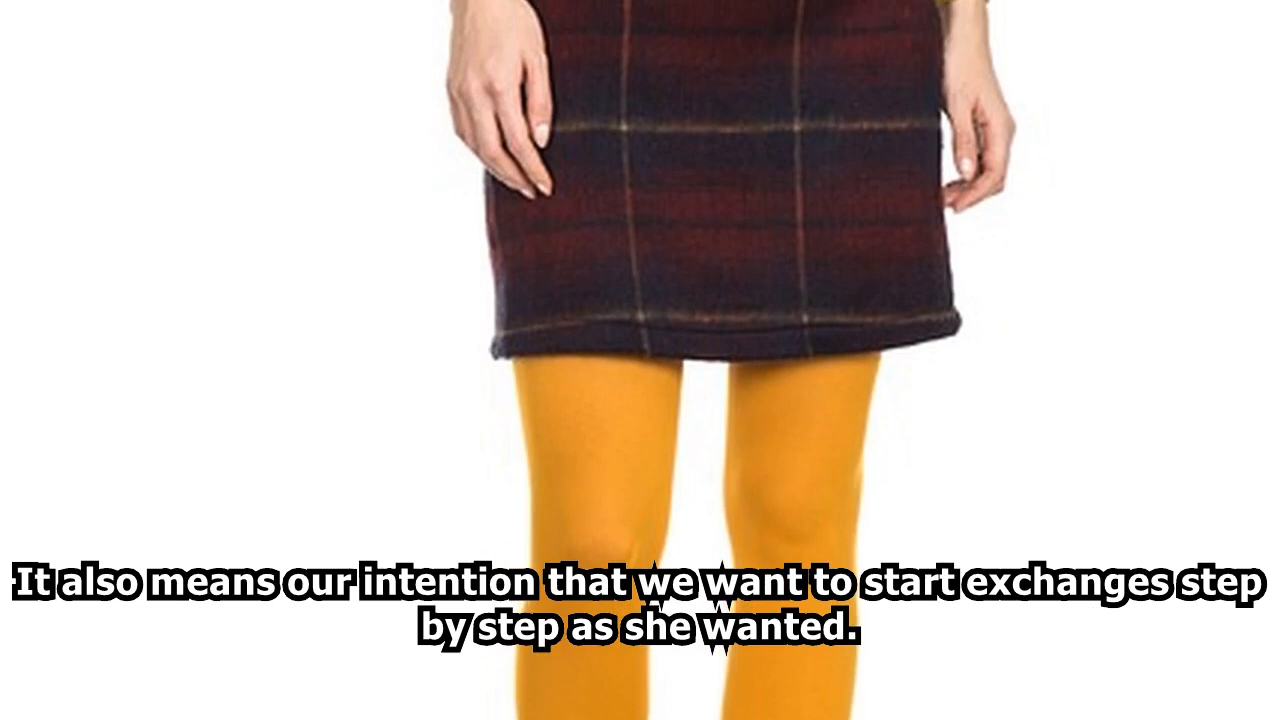 It also means our intention that we want to start exchanges step
by step as she wanted.